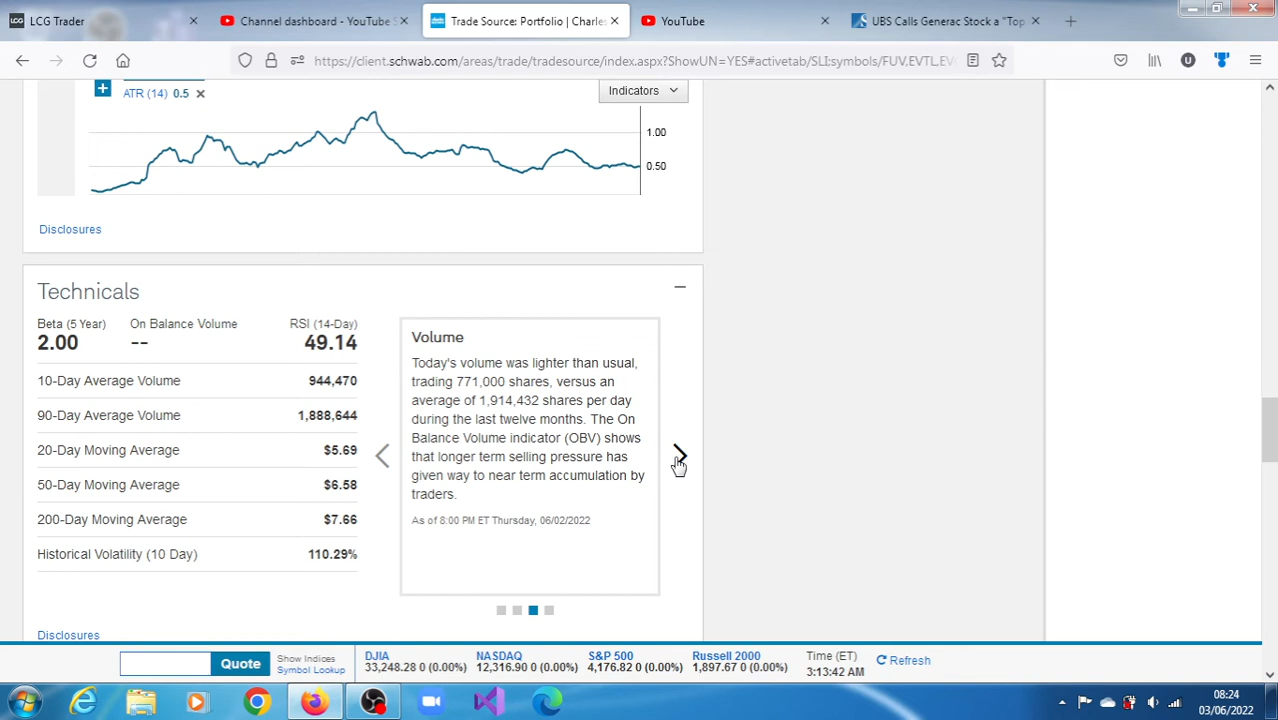 LCG LCG Trader
Channel dashboard - YouTube S
Trade Source: Portfolio | Charles
YouTube
UBS Calls Generac Stock a "Top
https://client.schwab.com/areas/trade/tradesource/index.aspx?ShowUN=YES#activetab/SLI;symbols/FUV,EVTL,EV
ATR (14) 0.5
Indicators
1.00
0.50
Disclosures
Technicals
Beta (5 Year) On Balance Volume RSI (14-Day)
2.00 -- 49.14
10-Day Average Volume 944,470
90-Day Average Volume 1,888,644
20-Day Moving Average $5.69
50-Day Moving Average $6.58
200-Day Moving Average $7.66
Historical Volatility (10 Day) 110.29%
Volume
Today's volume was lighter than usual,
trading 771,000 shares, versus an
average of 1,914,432 shares per day
during the last twelve months. The On
Balance Volume indicator (OBV) shows
that longer term selling pressure has
given way to near term accumulation by
traders.
As of 8:00 PM ET Thursday, 06/02/2022
Disclosures
Quote
Show Indices
Symbol Lookup
DJIA
33,248.28 0 (0.00%)
NASDAQ
12,316.90 0 (0.00%)
S&P 500
4,176.82 0 (0.00%)
Russell 2000
1,897.67 0 (0.00%)
Time (ET)
3:13:42 AM
Refresh
08:24
03/06/2022